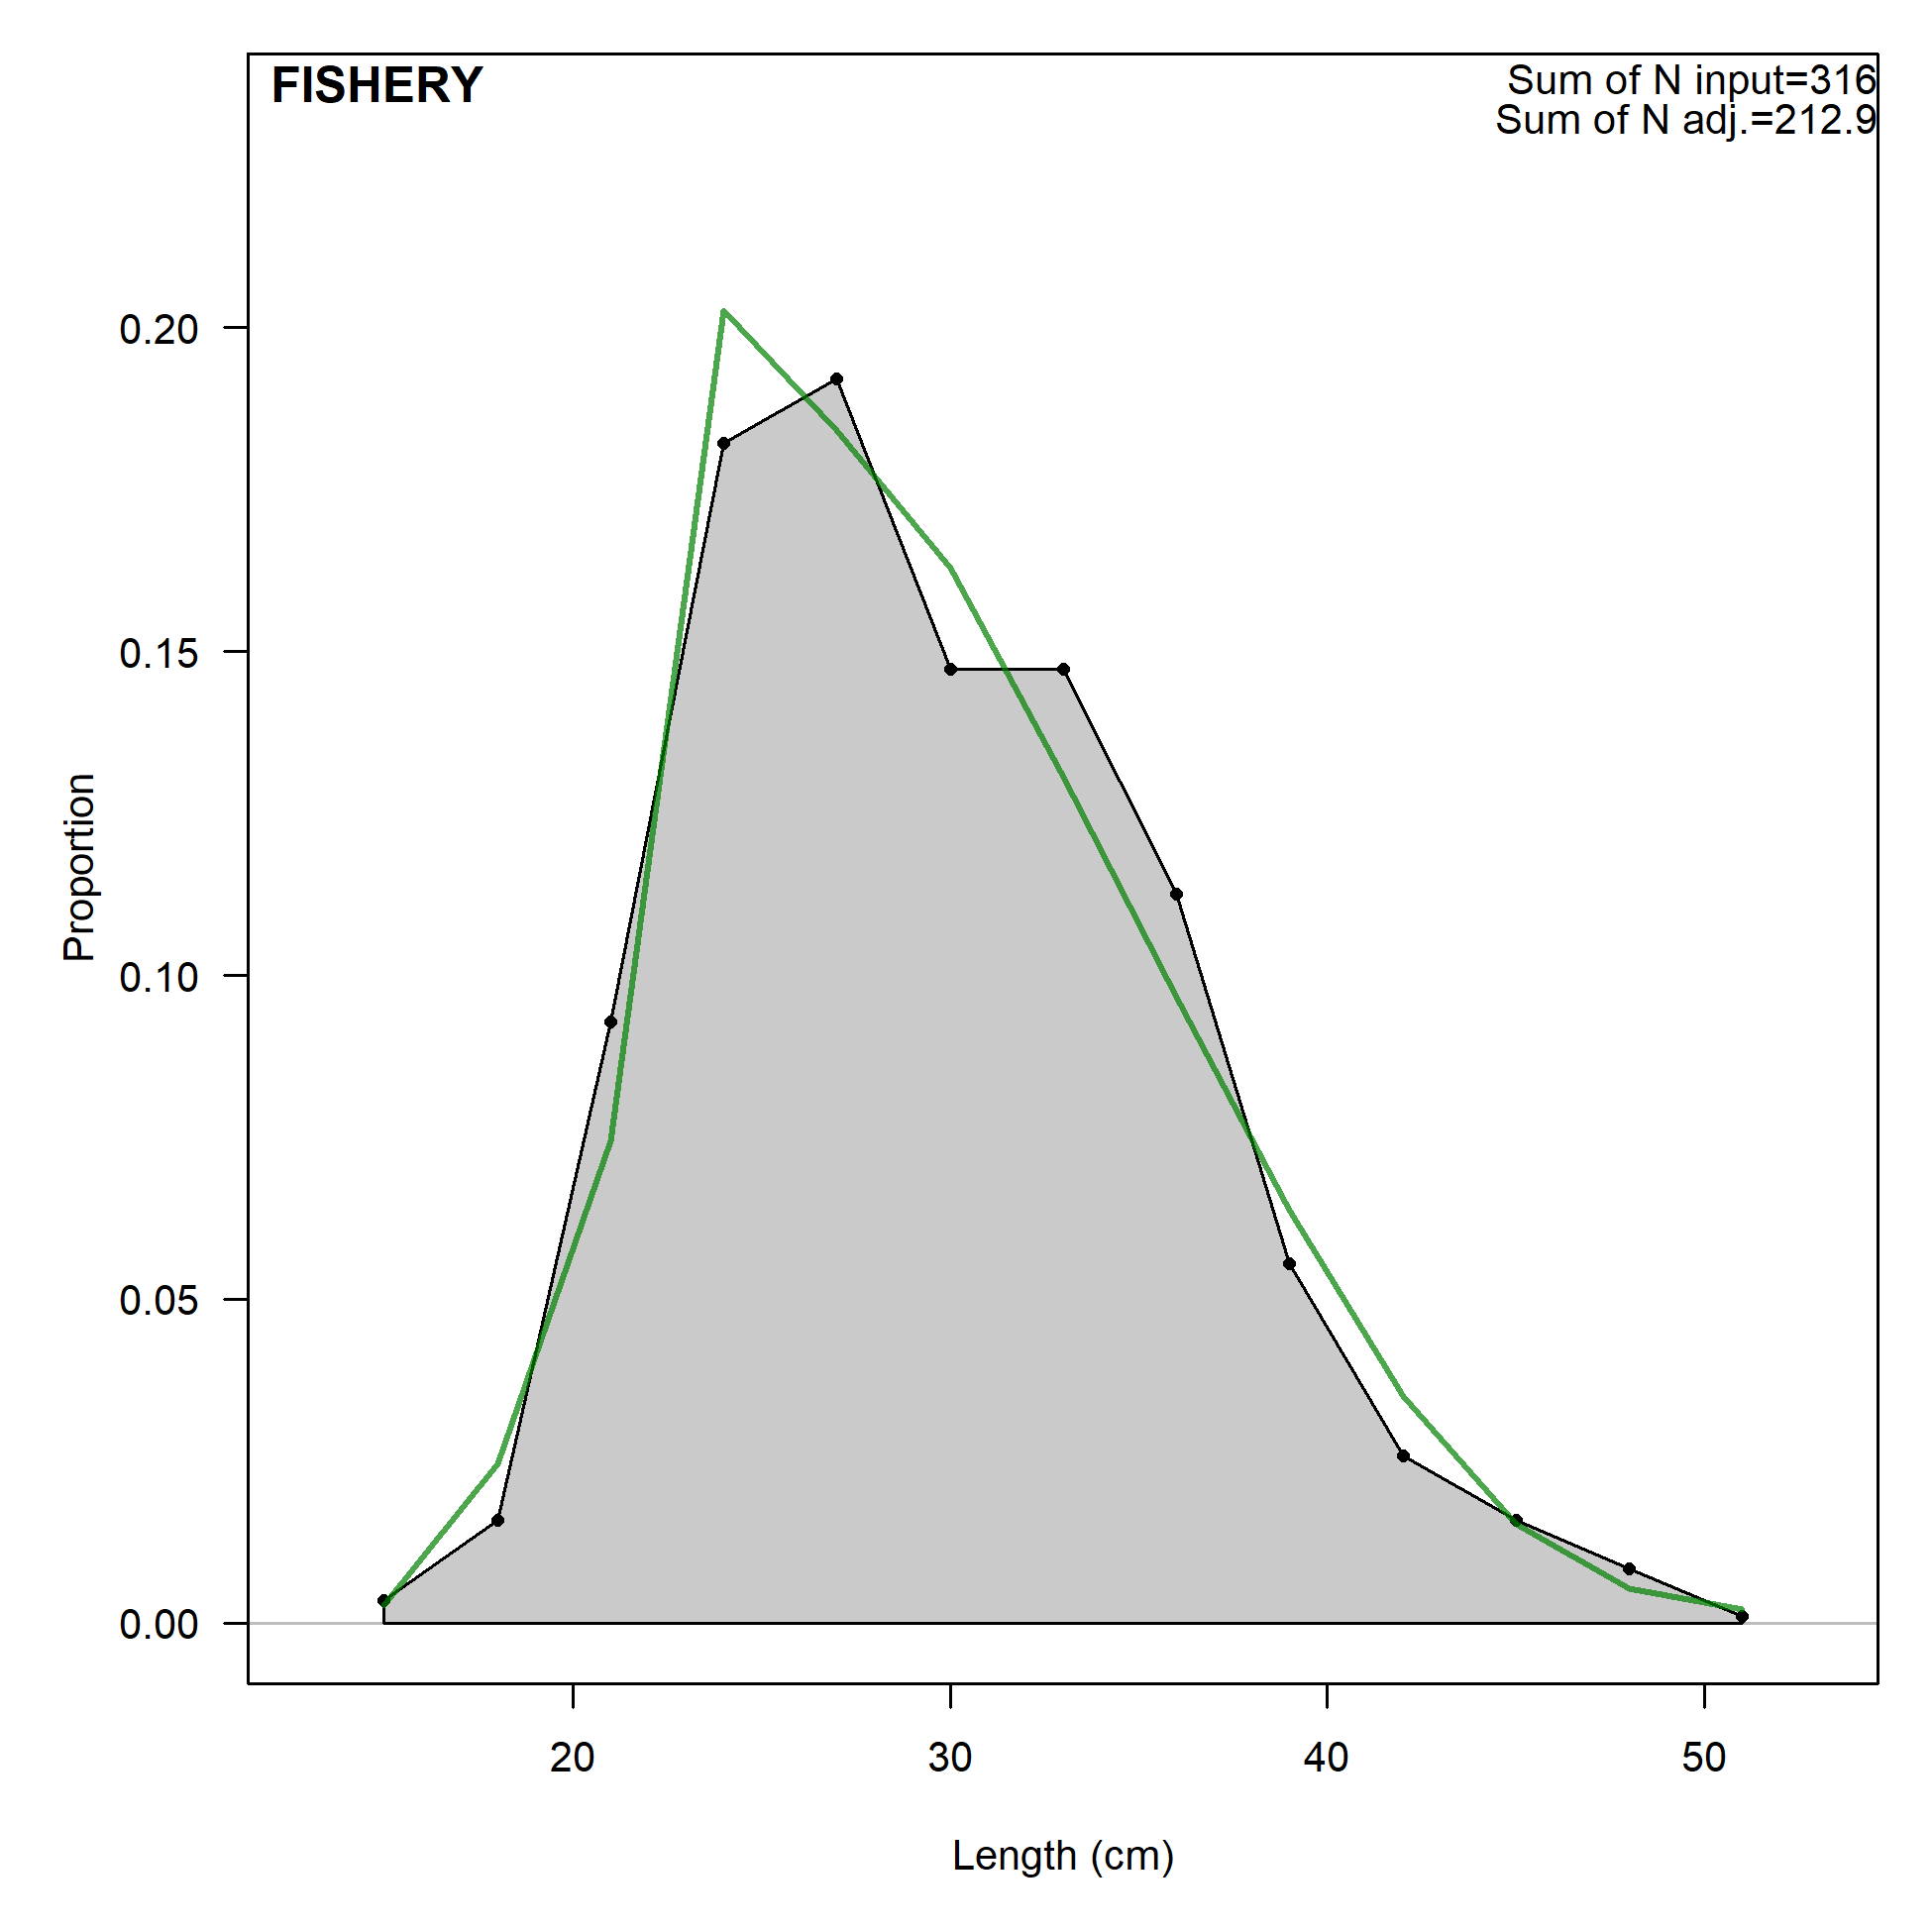 FISHERY
Sum of N input=316
Sum of N adj.=212.9
Proportion
0.20
0.15
0.10
0.05
0.00
20 30 40 50
Length (cm)